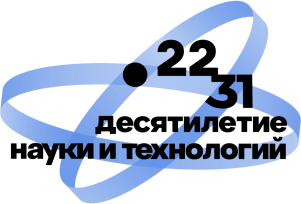 .22
31
десятилетие
науки и технологий